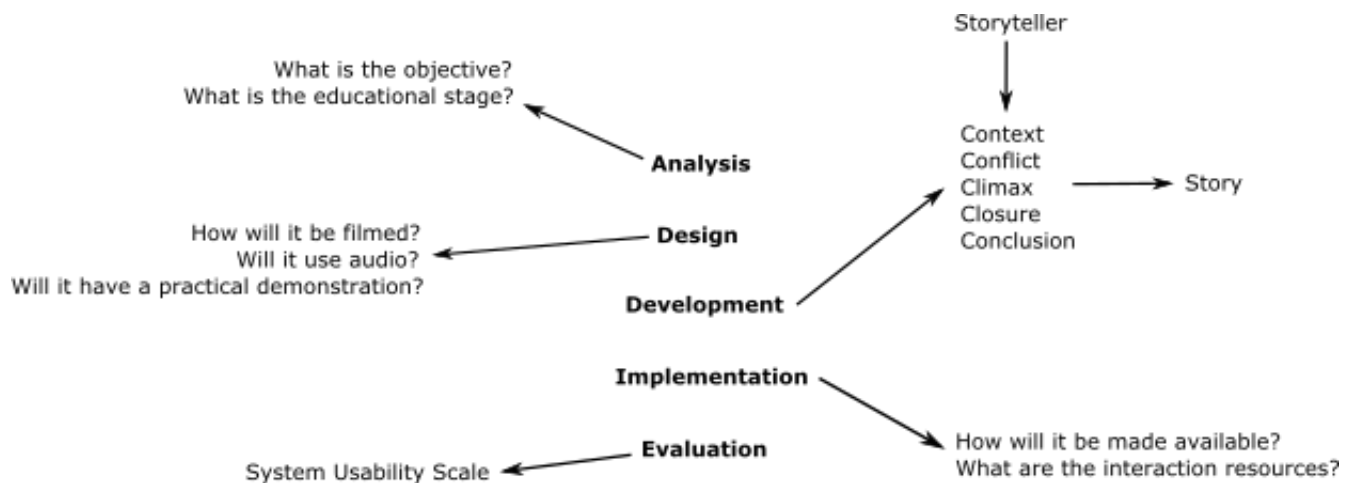 Storyteller
What is the objective?
What is the educational stage?
Context
Conflict
Climax
Closure
Conclusion
Story
Analysis
How will it be filmed?
Will it use audio?
Will it have a practical demonstration?
Design
Development
Implementation
How will it be made available?
What are the interaction resources?
Evaluation
System Usability Scale